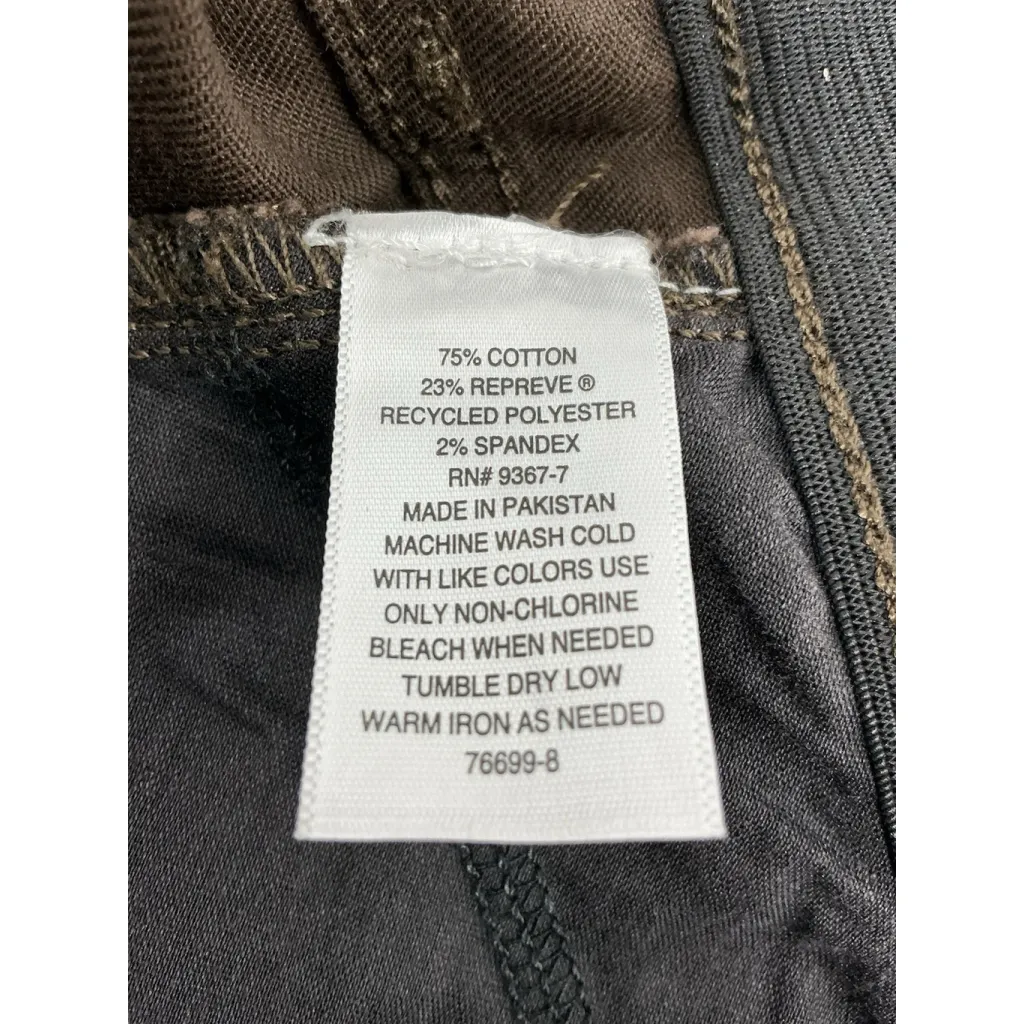 75% COTTON
23% REPREVE ®
RECYCLED POLYESTER
2% SPANDEX
RN# 9367-7
MADE IN PAKISTAN
MACHINE WASH COLD
WITH LIKE COLORS USE
ONLY NON-CHLORINE
BLEACH WHEN NEEDED
TUMBLE DRY LOW
WARM IRON AS NEEDED
76699-8